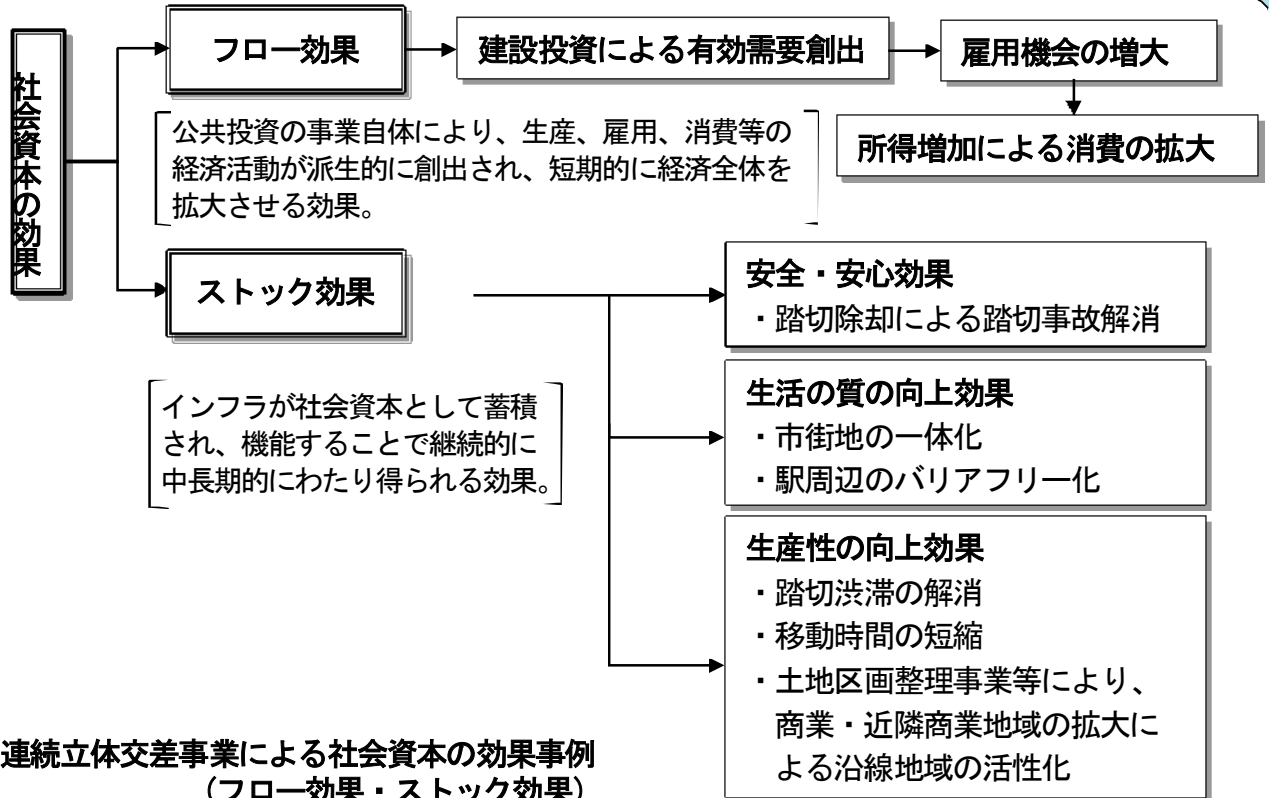 社会資本の効果
フロー効果
建設投資による有効需要創出
雇用機会の増大
所得増加による消費の拡大
公共投資の事業自体により、生産、雇用、消費等の
経済活動が派生的に創出され、短期的に経済全体を
拡大させる効果。
ストック効果
インフラが社会資本として蓄積
され、機能することで継続的に
中長期的にわたり得られる効果。
安全・安心効果
・踏切除却による踏切事故解消
生活の質の向上効果
・市街地の一体化
・駅周辺のバリアフリー化
生産性の向上効果
・踏切渋滞の解消
・移動時間の短縮
・土地区画整理事業等により、
商業・近隣商業地域の拡大に
よる沿線地域の活性化
連続立体交差事業による社会資本の効果事例
（フロー効果・ストック効果）